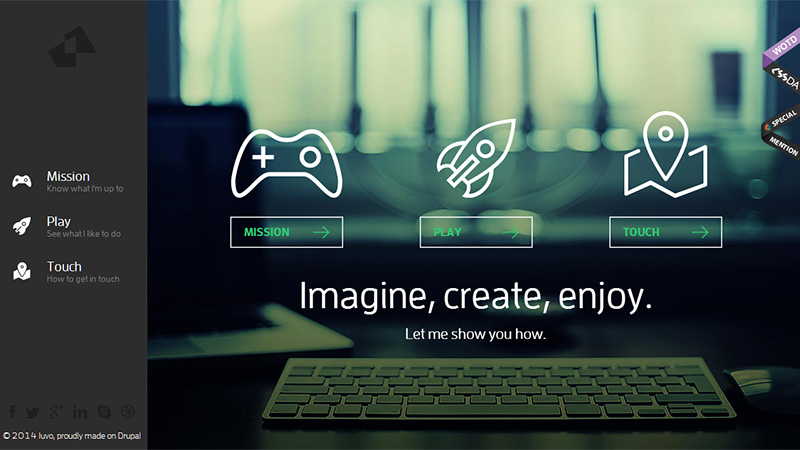 Mission
Know what I'm up to
Play
See what I like to do
Touch
How to get in touch
© 2014 luvo, proudly made on Drupal
MISSION
PLAY
TOUCH
Imagine, create, enjoy.
Let me show you how.
WOTD
CSSDA
SPECIAL
MENTION